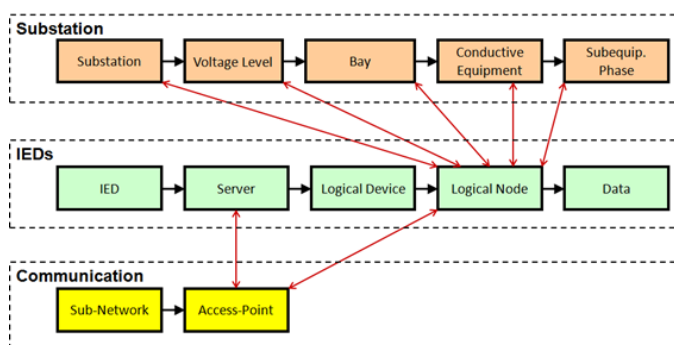 Substation
Substation
Voltage Level
Bay
Conductive
Equipment
Subequip.
Phase
IEDs
IED
Server
Logical Device
Logical Node
Data
Communication
Sub-Network
Access-Point